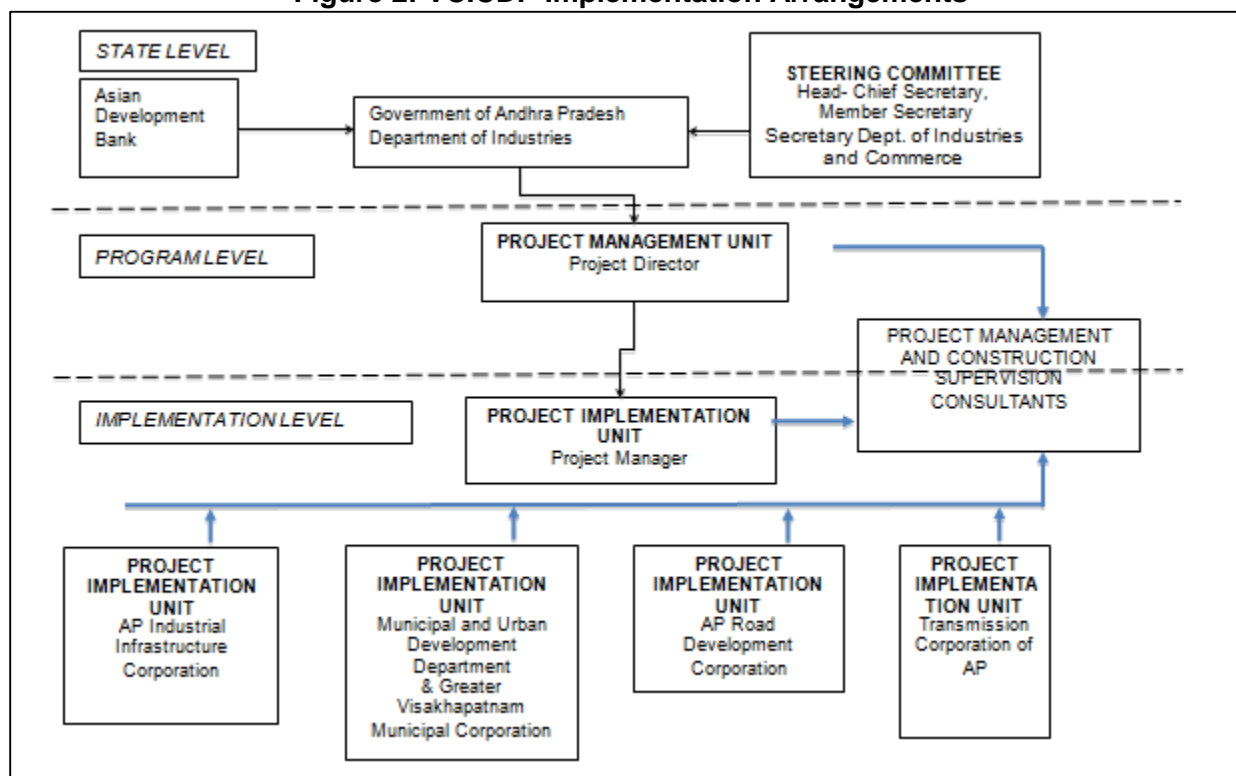 Figure 2: VCICDP Implementation Arrangements
STATE LEVEL
Asian
Development
Bank
Government of Andhra Pradesh
Department of Industries
STEERING COMMITTEE
Head- Chief Secretary,
Member Secretary
Secretary Dept. of Industries
and Commerce
PROGRAM LEVEL
PROJECT MANAGEMENT UNIT
Project Director
PROJECT MANAGEMENT
AND CONSTRUCTION
SUPERVISION
CONSULTANTS
IMPLEMENTATION LEVEL
PROJECT IMPLEMENTATION
UNIT
Project Manager
PROJECT
IMPLEMENTATION
UNIT
AP Industrial
Infrastructure
Corporation
PROJECT
IMPLEMENTATION
UNIT
Municipal and Urban
Development
Department
& Greater
Visakhapatnam
Municipal Corporation
PROJECT
IMPLEMENTATION
UNIT
AP Road
Development
Corporation
PROJECT
IMPLEMENTA
TION UNIT
Transmission
Corporation of
AP